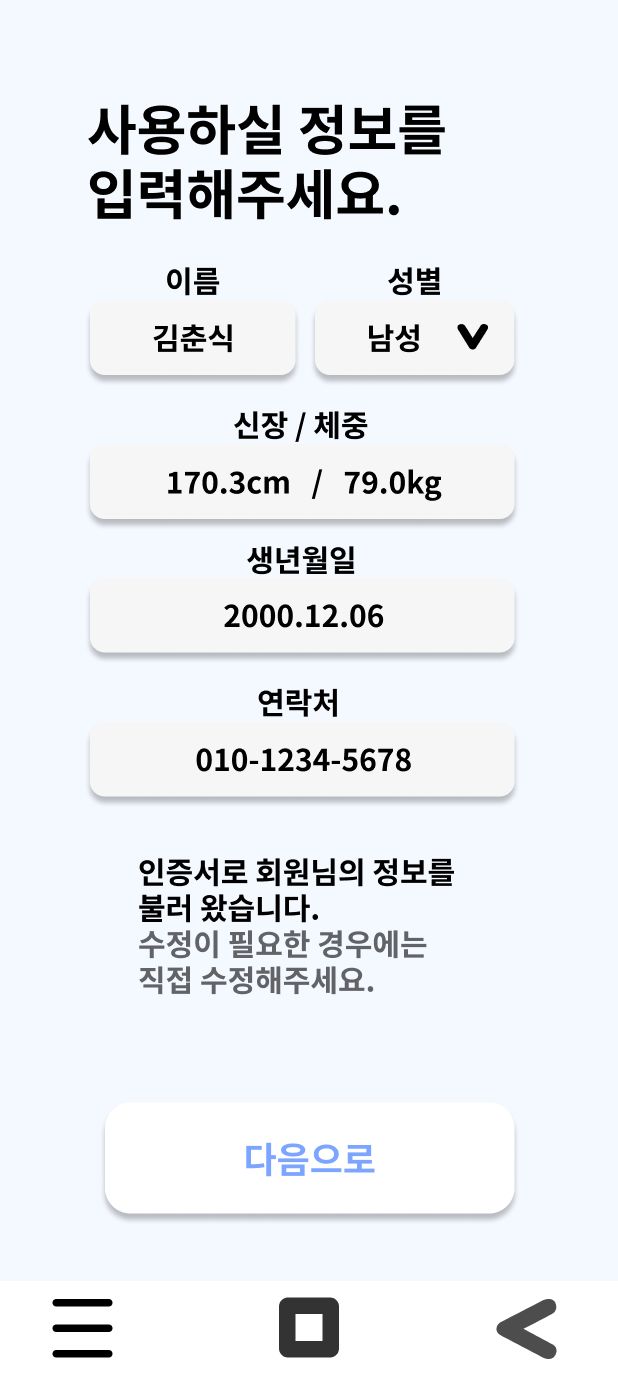 사용하실 정보를
입력해주세요.
이름 성별
김춘식 남성
신장 / 체중
170.3cm / 79.0kg
생년월일
2000.12.06
연락처
010-1234-5678
인증서로 회원님의 정보를
불러 왔습니다.
수정이 필요한 경우에는
직접 수정해주세요.
다음으로